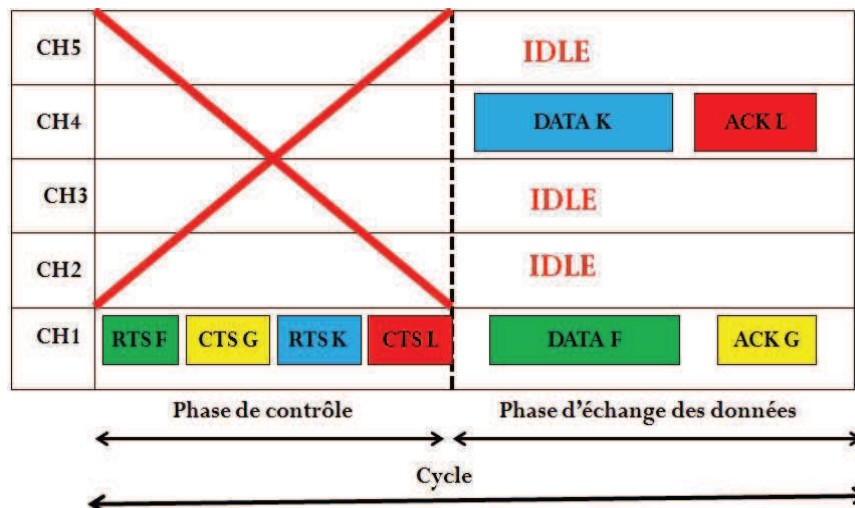 CH5 IDLE
CH4 DATA K ACK L
CH3 IDLE
CH2 IDLE
CH1 RTS F CTS G RTS K CTS L DATA F ACK G
Phase de contrôle Phase d'échange des données
Cycle